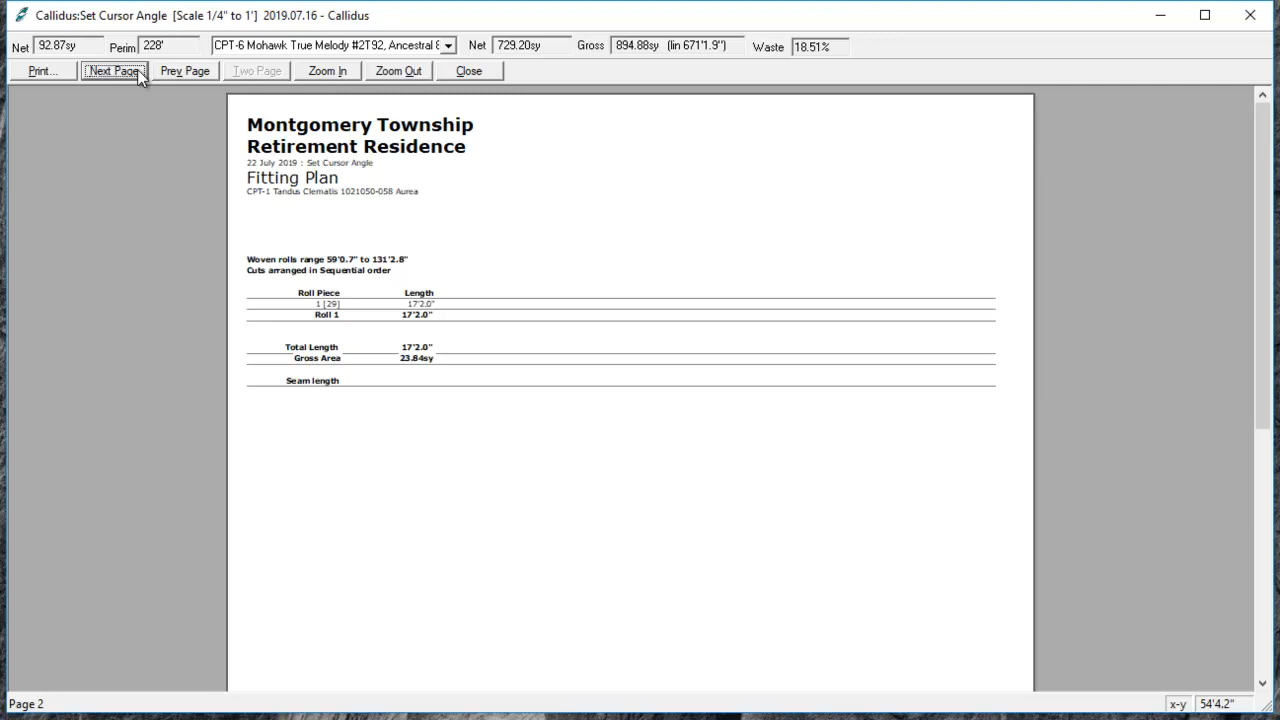 Callidus:Set Cursor Angle [Scale 1/4" to 1'] 2019.07.16 - Callidus
Net 92.87sy Perim 228' CPT-6 Mohawk True Melody #2T92, Ancestral & Net 729.20sy Gross 894.88sy (lin 671'1.9") Waste 18.51%
Print... Next Page Prev Page Two Page Zoom In Zoom Out Close
Montgomery Township
Retirement Residence
22 July 2019 : Set Cursor Angle
Fitting Plan
CPT-1 Tandus Clematis 1021050-058 Aurea
Woven rolls range 59'0.7" to 131'2.8"
Cuts arranged in Sequential order
Roll Piece Length
1 [29] 17'2.0"
Roll 1 17'2.0"
Total Length 17'2.0"
Gross Area 23.84sy
Seam length
Page 2 x-y 54'4.2"